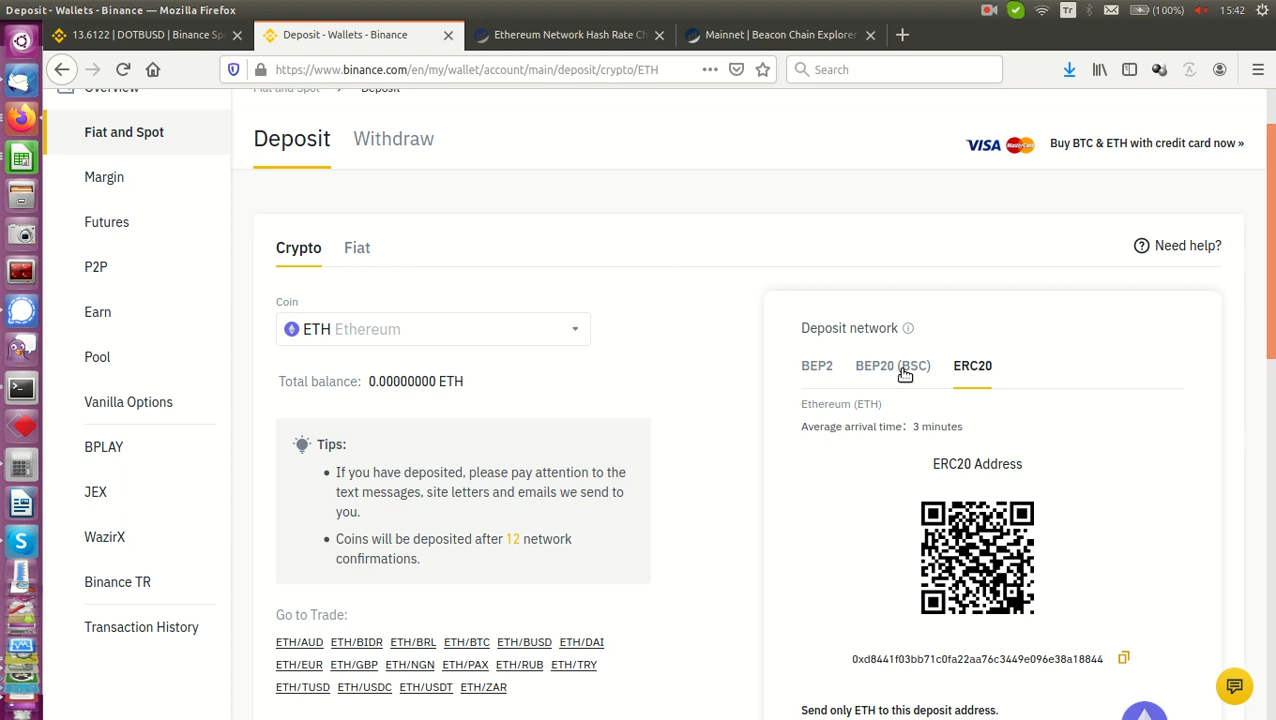 Deposit - Wallets - Binance — Mozilla Firefox
Tr
(100%)
15:42
13.6122 | DOTBUSD | Binance Sp
Deposit - Wallets - Binance
Ethereum Network Hash Rate Ch
Mainnet | Beacon Chain Explorer
https://www.binance.com/en/my/wallet/account/main/deposit/crypto/ETH
Search
Overview
Fiat and Spot
Deposit
Fiat and Spot
Margin
Futures
P2P
Earn
Pool
Vanilla Options
BPLAY
JEX
WazirX
Binance TR
Transaction History
Deposit
Withdraw
VISA
Buy BTC & ETH with credit card now »
Crypto
Fiat
Need help?
Coin
ETH Ethereum
Total balance: 0.00000000 ETH
Tips:
If you have deposited, please pay attention to the
text messages, site letters and emails we send to
you.
Coins will be deposited after 12 network
confirmations.
Go to Trade:
ETH/AUD ETH/BIDR ETH/BRL ETH/BTC ETH/BUSD ETH/DAI
ETH/EUR ETH/GBP ETH/NGN ETH/PAX ETH/RUB ETH/TRY
ETH/TUSD ETH/USDC ETH/USDT ETH/ZAR
Deposit network
BEP2
BEP20 (BSC)
ERC20
Ethereum (ETH)
Average arrival time： 3 minutes
ERC20 Address
0xd8441f03bb71c0fa22aa76c3449e096e38a18844
Send only ETH to this deposit address.